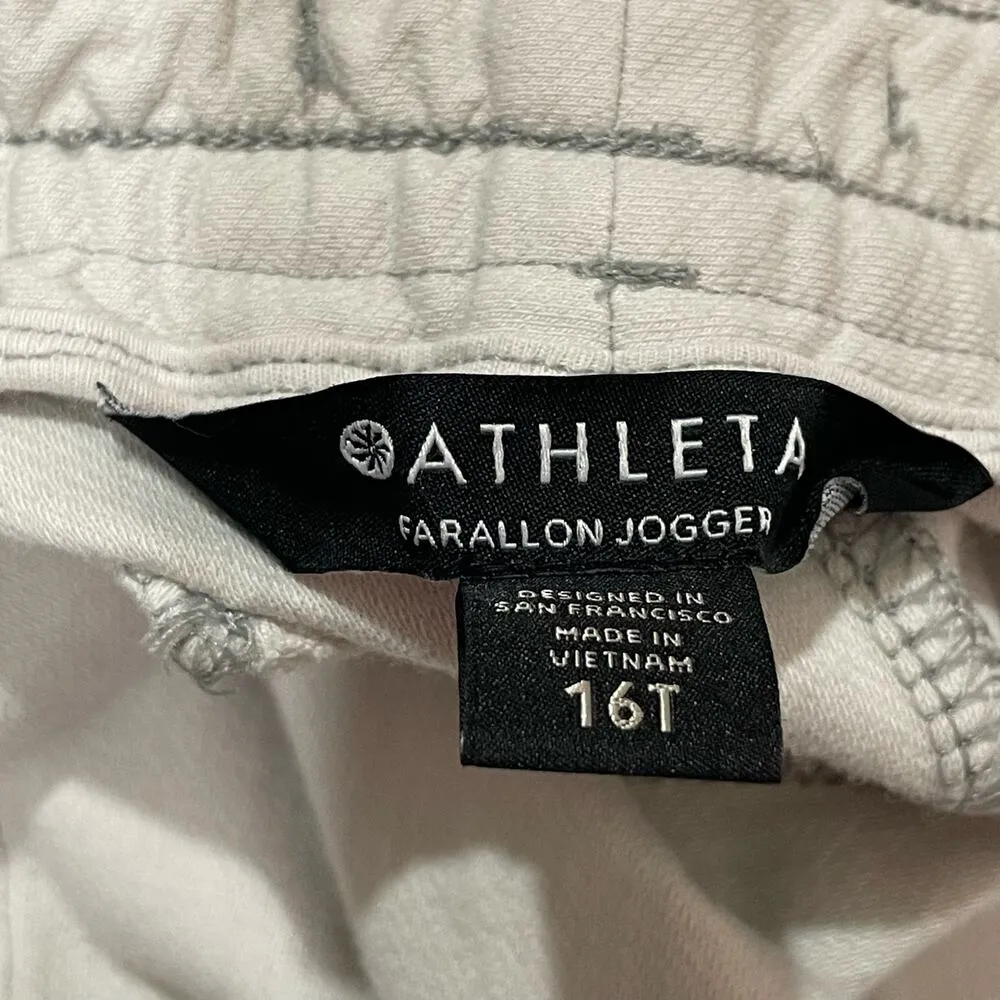 ATHLETA
FARALLON JOGGER
DESIGNED IN
SAN FRANCISCO
MADE IN
VIETNAM
16T